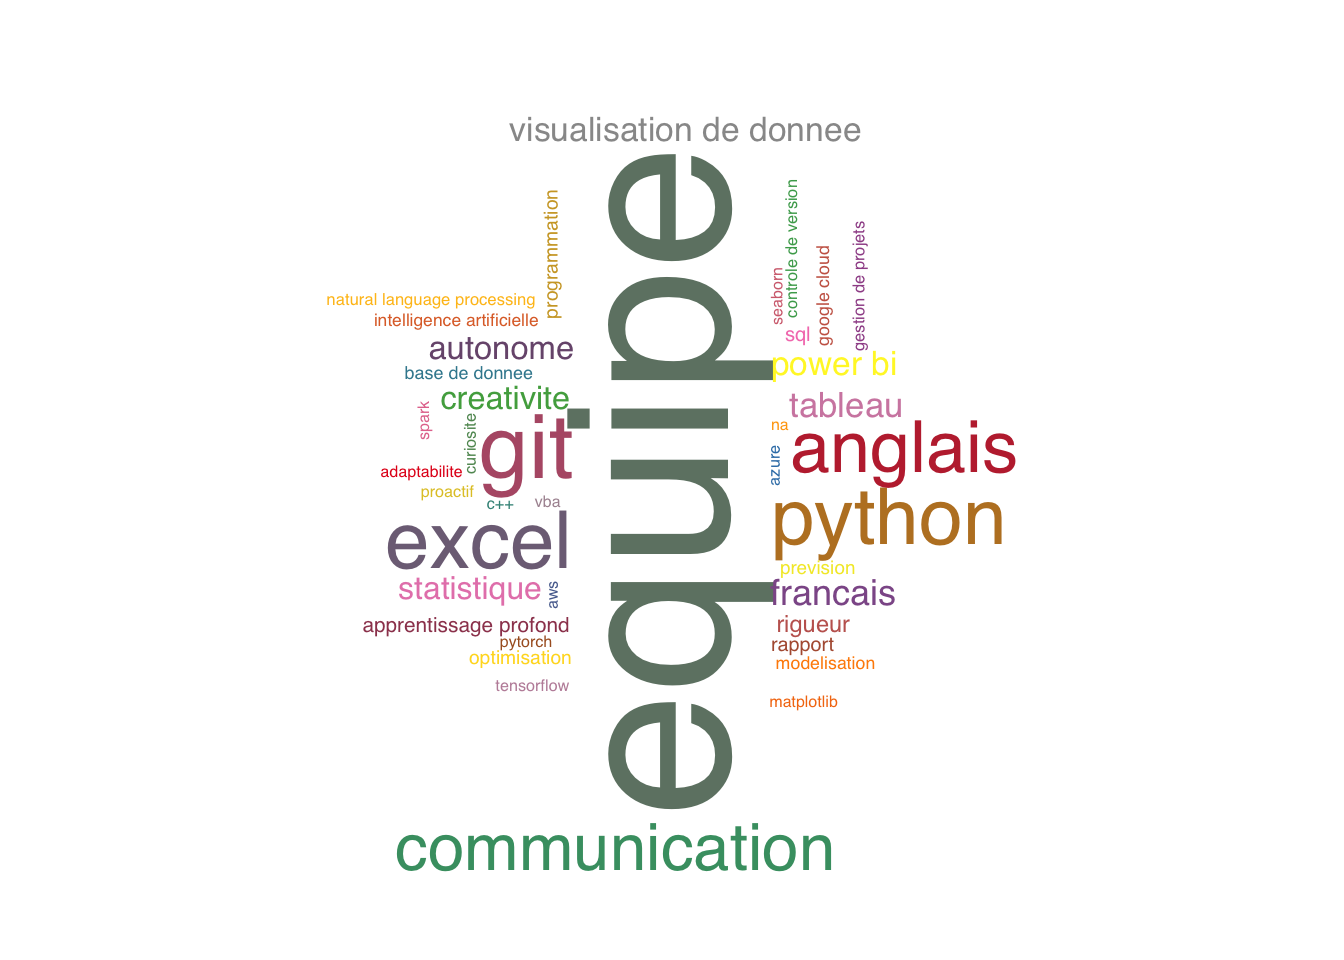 visualisation de donnee
equipe
programmation
natural language processing
intelligence artificielle
autonome
base de donnee
creativite
spark
curiosite
git
adaptabilite
proactif
c++
vba
excel
statistique
aws
apprentissage profond
pytorch
optimisation
tensorflow
seaborn
controle de version
google cloud
gestion de projets
sql
power bi
tableau
na
anglais
azure
python
prevision
francais
rigueur
rapport
modelisation
matplotlib
communication